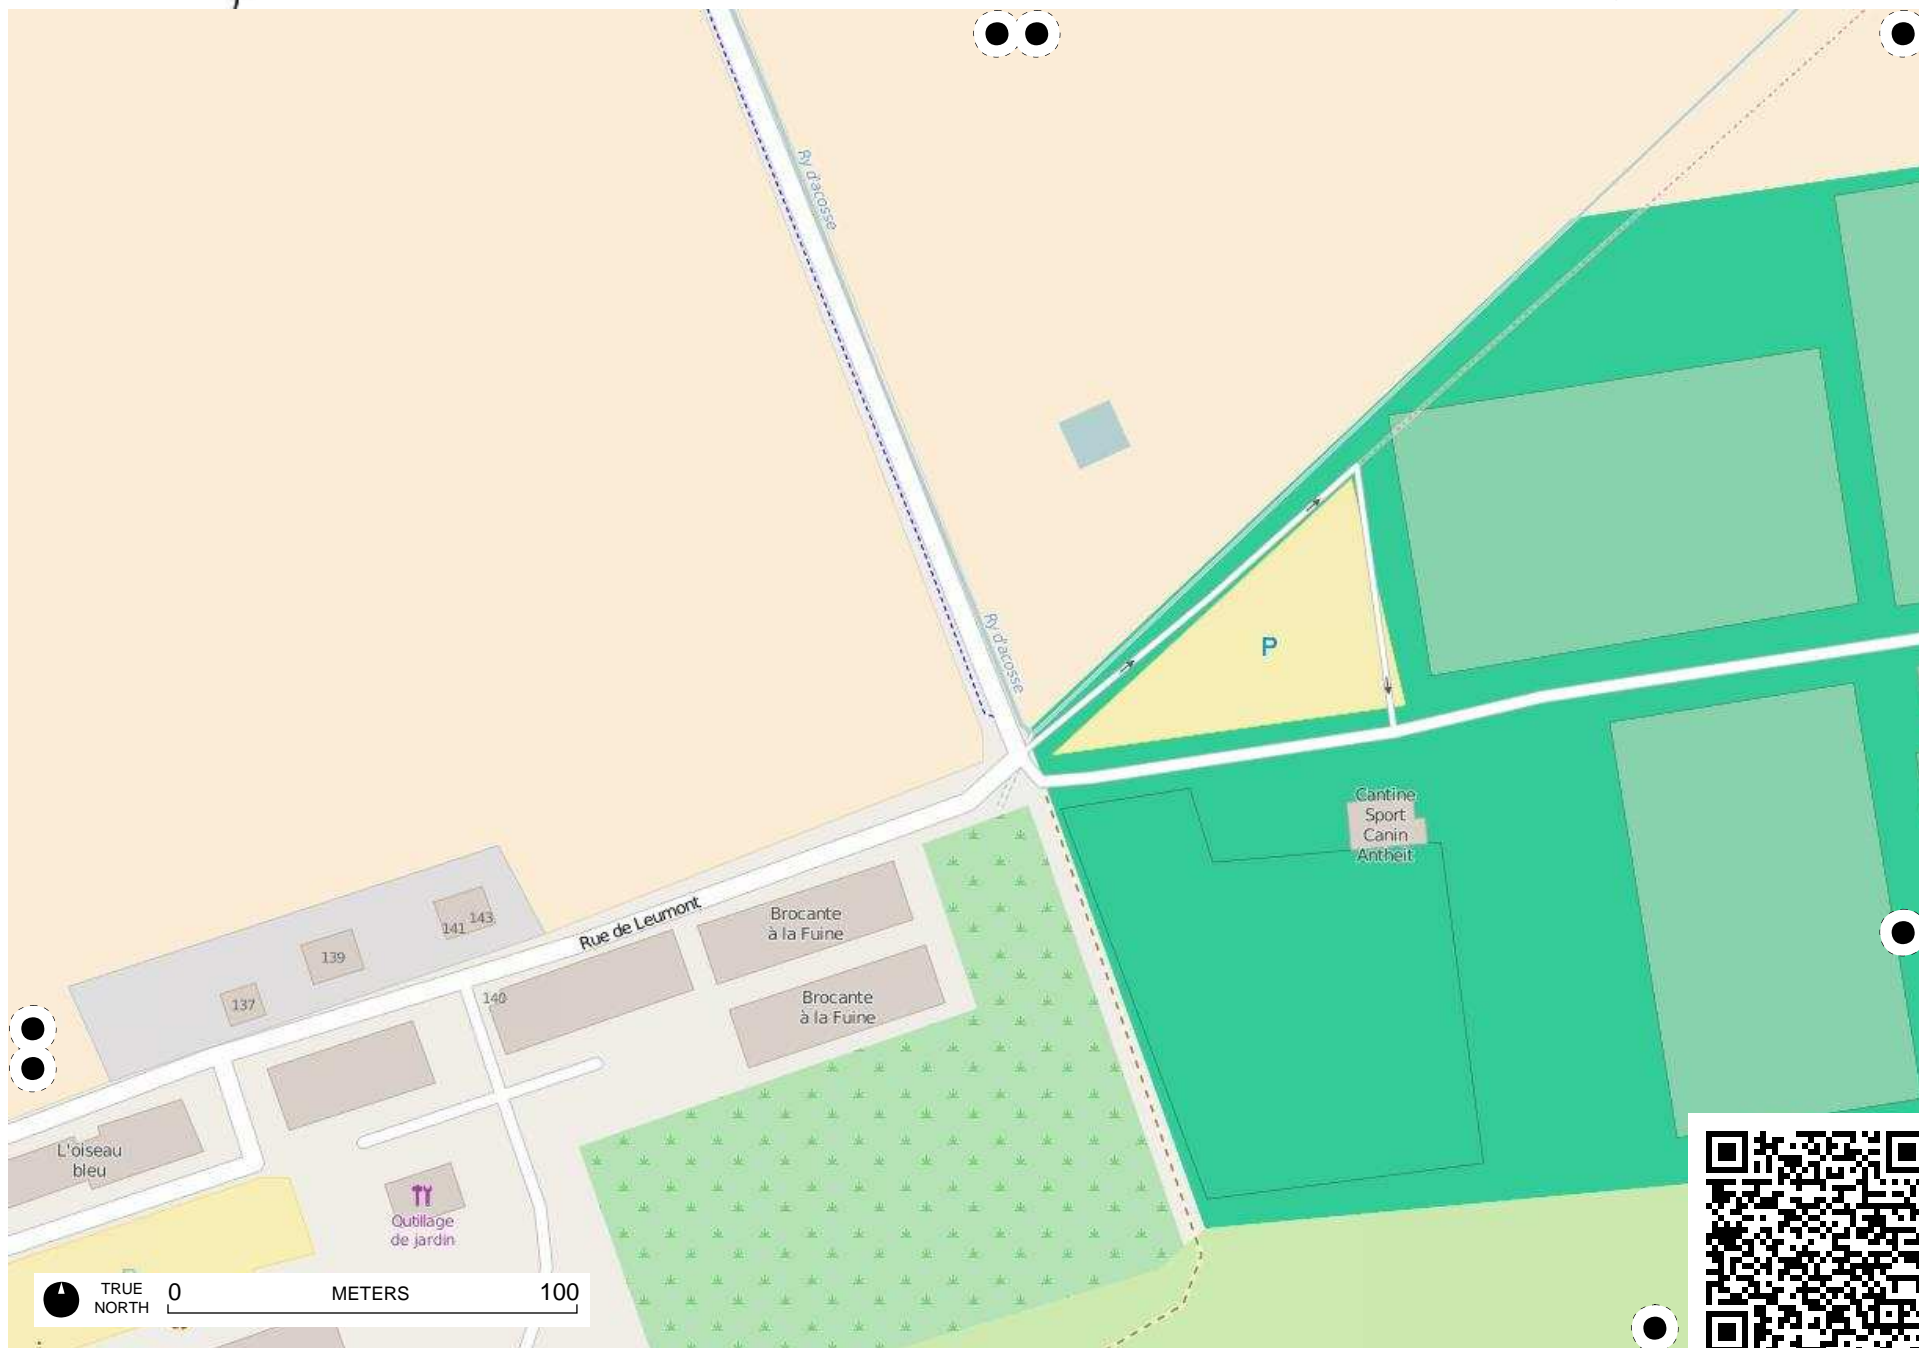 Ry d'acosse
Ry d'acosse
P
Cantine
Sport
Canin
Antheit
Rue de Leumont
Brocante
à la Fuine
Brocante
à la Fuine
143
141
139
137
140
L'oiseau
bleu
Outillage
de jardin
TRUE
NORTH
0
METERS
100